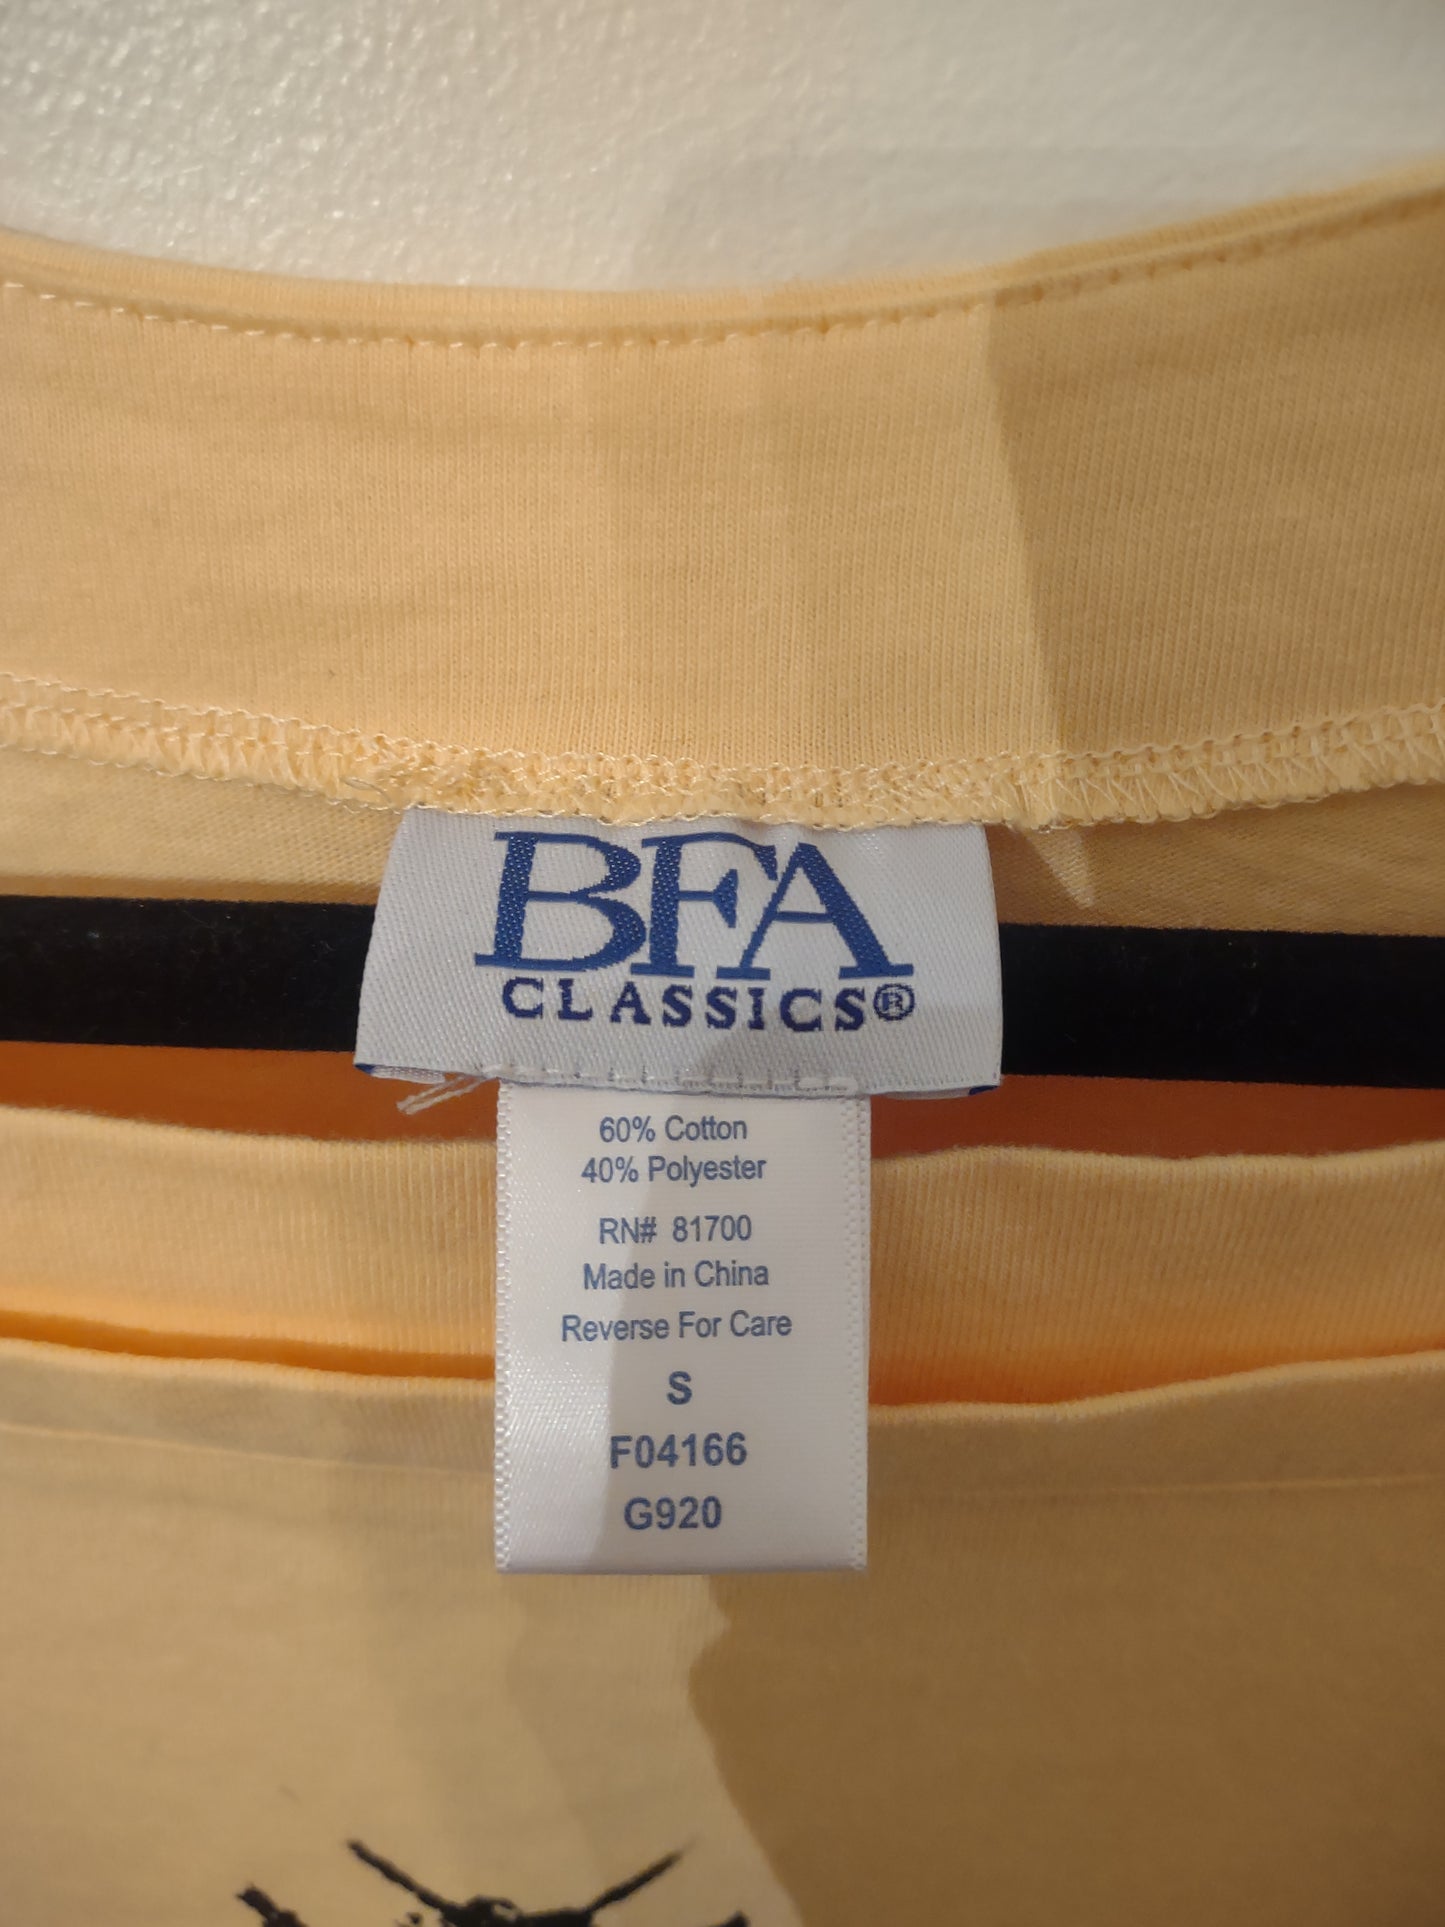 BFA
CLASSICS®
60% Cotton
40% Polyester
RN# 81700
Made in China
Reverse For Care
S
F04166
G920